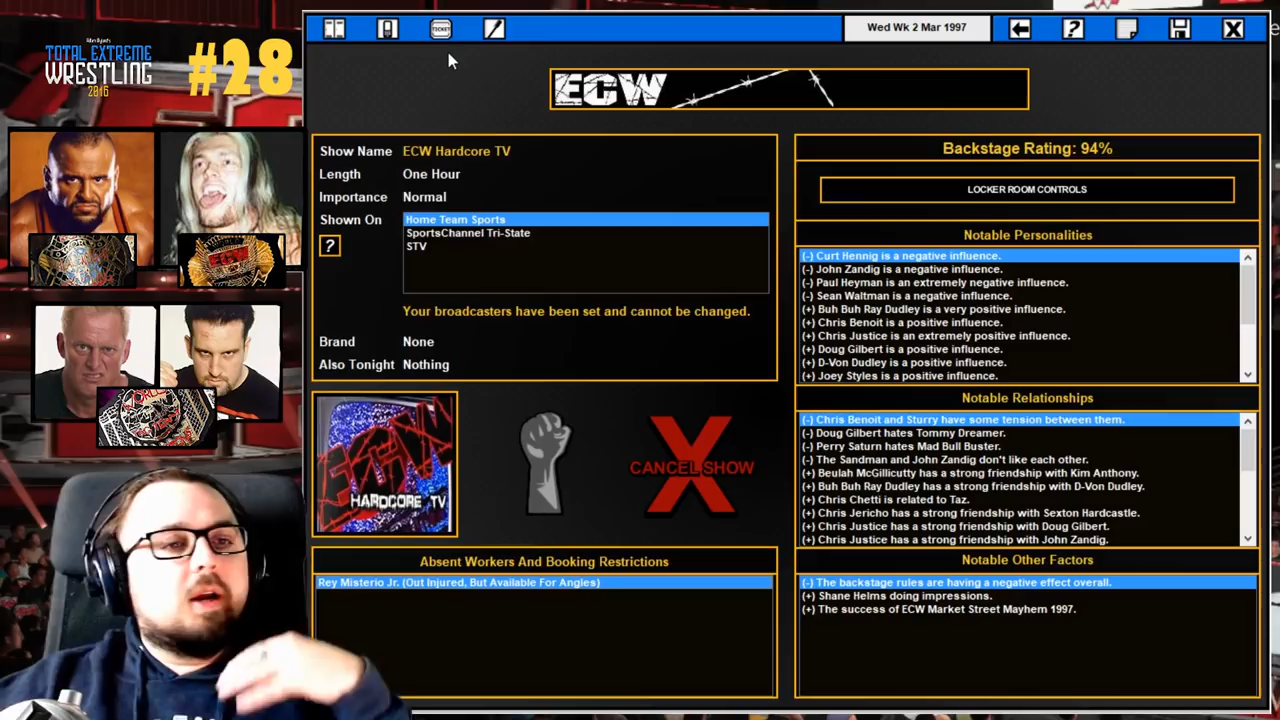 Adam Ryland's
TOTAL EXTREME
WRESTLING
2016
#28
TICKET
Wed Wk 2 Mar 1997
?
X
ECW
Show Name ECW Hardcore TV
Length One Hour
Importance Normal
Shown On Home Team Sports
SportsChannel Tri-State
STV
?
Your broadcasters have been set and cannot be changed.
Brand None
Also Tonight Nothing
ECW
HARDCORE TV
CANCEL SHOW
Absent Workers And Booking Restrictions
Rey Misterio Jr. (Out Injured, But Available For Angles)
Backstage Rating: 94%
LOCKER ROOM CONTROLS
Notable Personalities
(-) Curt Hennig is a negative influence.
(-) John Zandig is a negative influence.
(-) Paul Heyman is an extremely negative influence.
(-) Sean Waltman is a negative influence.
(+) Buh Buh Ray Dudley is a very positive influence.
(+) Chris Benoit is a positive influence.
(+) Chris Justice is an extremely positive influence.
(+) Doug Gilbert is a positive influence.
(+) D-Von Dudley is a positive influence.
(+) Joey Styles is a positive influence.
Notable Relationships
(-) Chris Benoit and Sturry have some tension between them.
(-) Doug Gilbert hates Tommy Dreamer.
(-) Perry Saturn hates Mad Bull Buster.
(-) The Sandman and John Zandig don't like each other.
(+) Beulah McGillicutty has a strong friendship with Kim Anthony.
(+) Buh Buh Ray Dudley has a strong friendship with D-Von Dudley.
(+) Chris Chetti is related to Taz.
(+) Chris Jericho has a strong friendship with Sexton Hardcastle.
(+) Chris Justice has a strong friendship with Doug Gilbert.
(+) Chris Justice has a strong friendship with John Zandig.
Notable Other Factors
(-) The backstage rules are having a negative effect overall.
(+) Shane Helms doing impressions.
(+) The success of ECW Market Street Mayhem 1997.